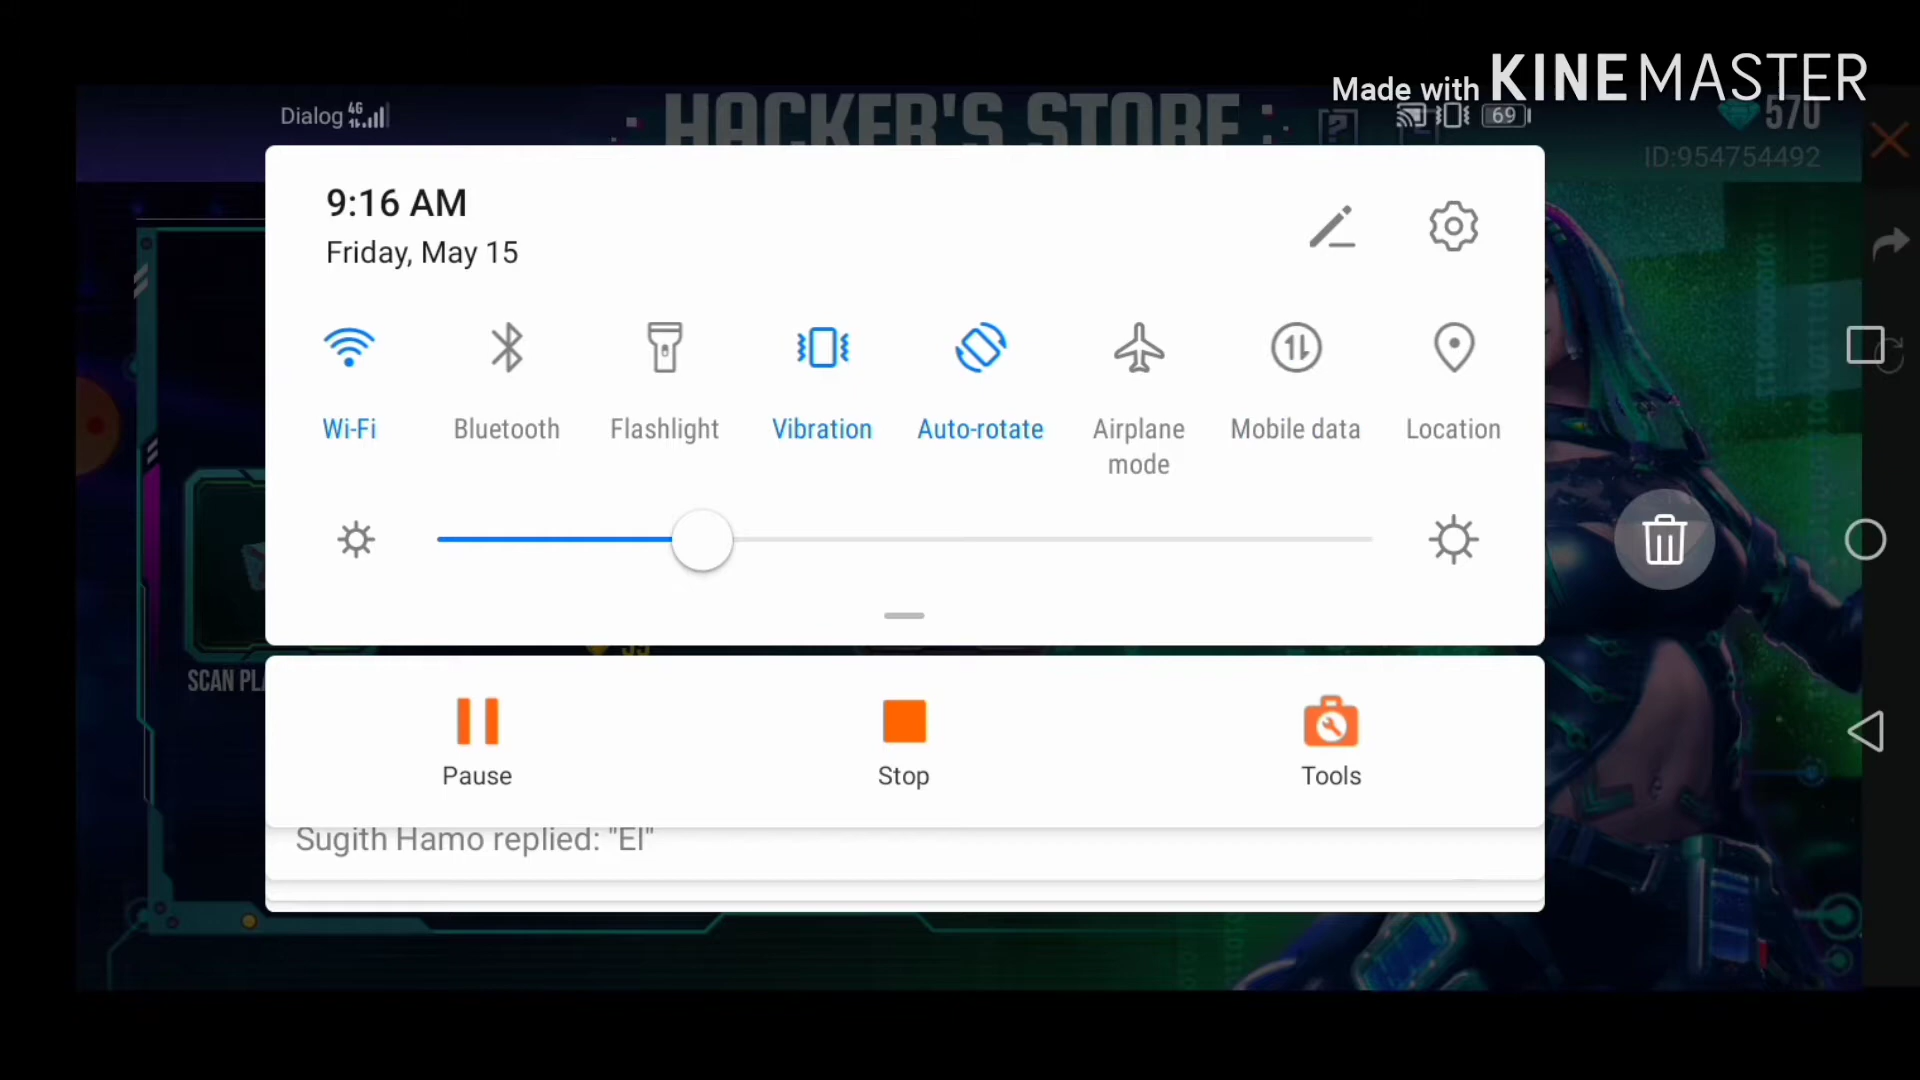 Made with KINEMASTER
Dialog 4G
69
HACKER'S STORE
570
ID:954754492
9:16 AM
Friday, May 15
Wi-Fi
Bluetooth
Flashlight
Vibration
Auto-rotate
Airplane
mode
Mobile data
Location
SCAN
Pause
Stop
Tools
Sugith Hamo replied: "El"